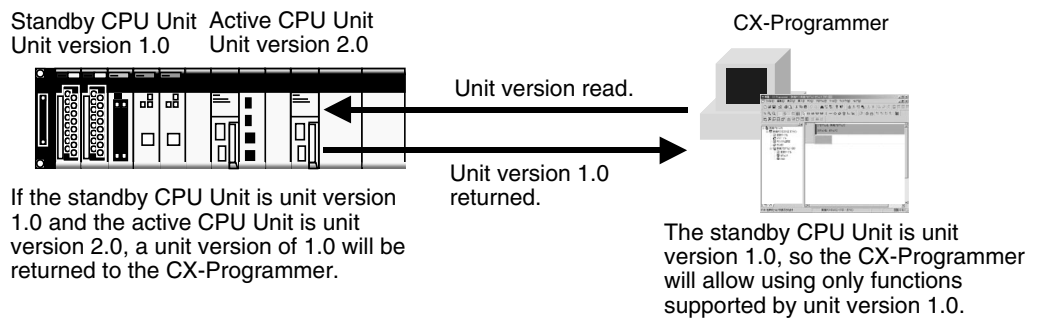 Standby CPU Unit
Unit version 1.0
Active CPU Unit
Unit version 2.0
CX-Programmer
Unit version read.
Unit version 1.0
returned.
If the standby CPU Unit is unit version
1.0 and the active CPU Unit is unit
version 2.0, a unit version of 1.0 will be
returned to the CX-Programmer.
The standby CPU Unit is unit
version 1.0, so the CX-Programmer
will allow using only functions
supported by unit version 1.0.